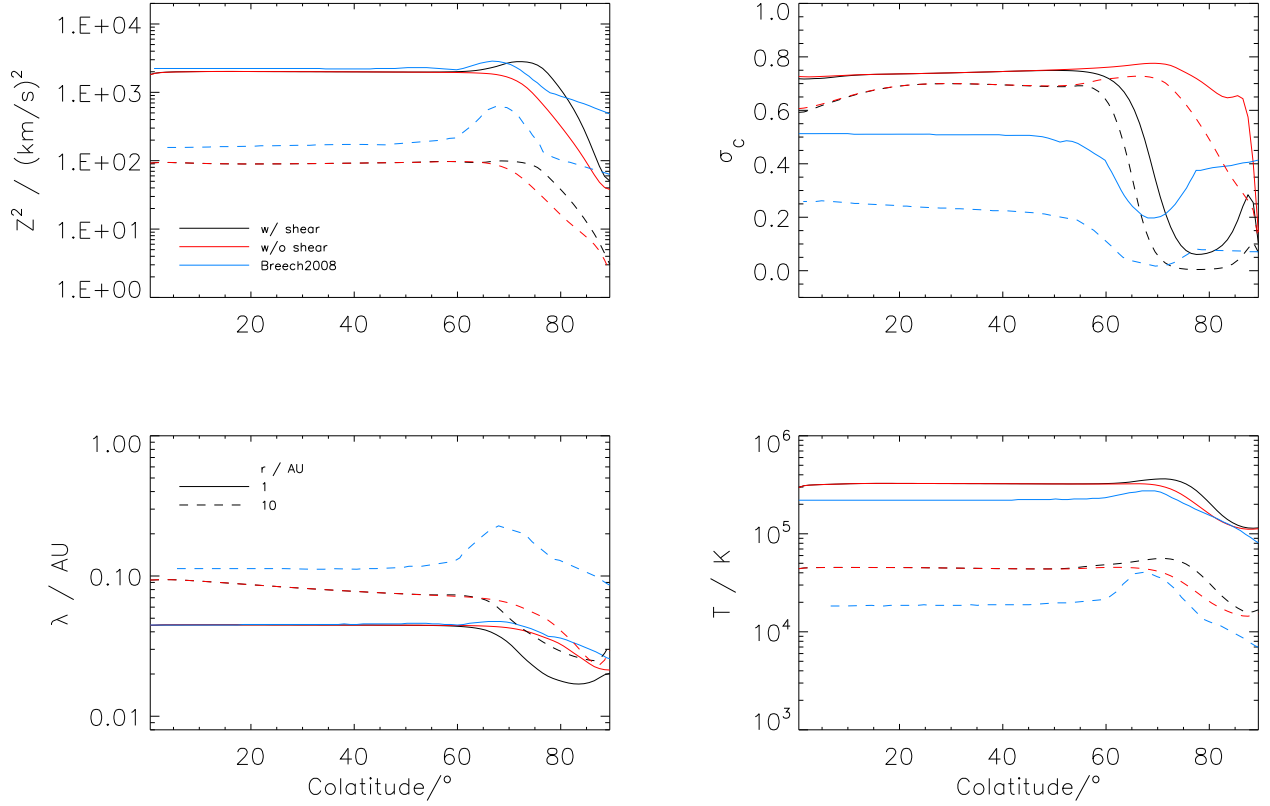 Z² / (km/s)²
1.E+04
1.E+03
1.E+02
1.E+01
1.E+00
w/ shear
w/o shear
Breech2008
20 40 60 80
σc
1.0
0.8
0.6
0.4
0.2
0.0
20 40 60 80
λ / AU
1.00
0.10
0.01
r / AU
1
10
20 40 60 80
Colatitude/°
T / K
10⁶
10⁵
10⁴
10³
20 40 60 80
Colatitude/°